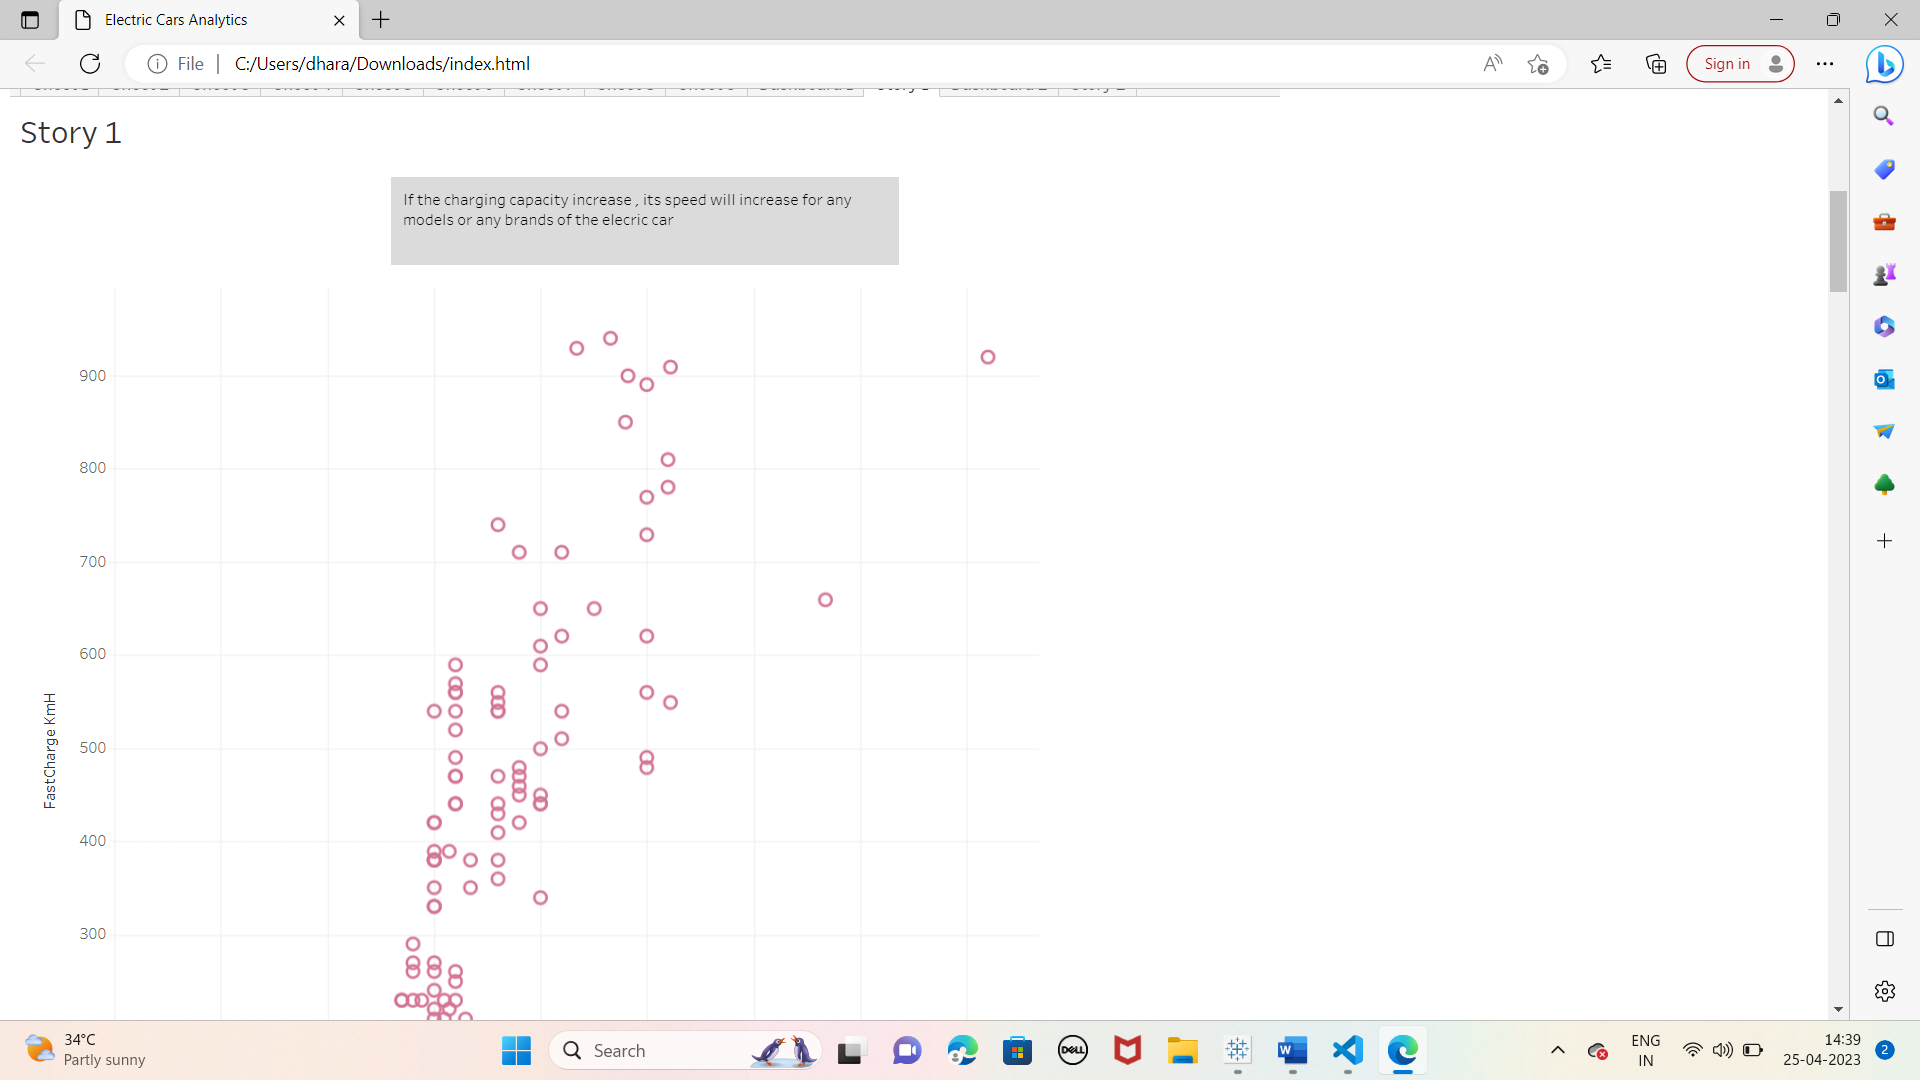 Electric Cars Analytics
File
C:/Users/dhara/Downloads/index.html
Sign in
Story 1
If the charging capacity increase , its speed will increase for any
models or any brands of the elecric car
900
800
700
600
500
400
300
FastCharge KmH
34°C
Partly sunny
Search
DELL
ENG
IN
14:39
25-04-2023
2